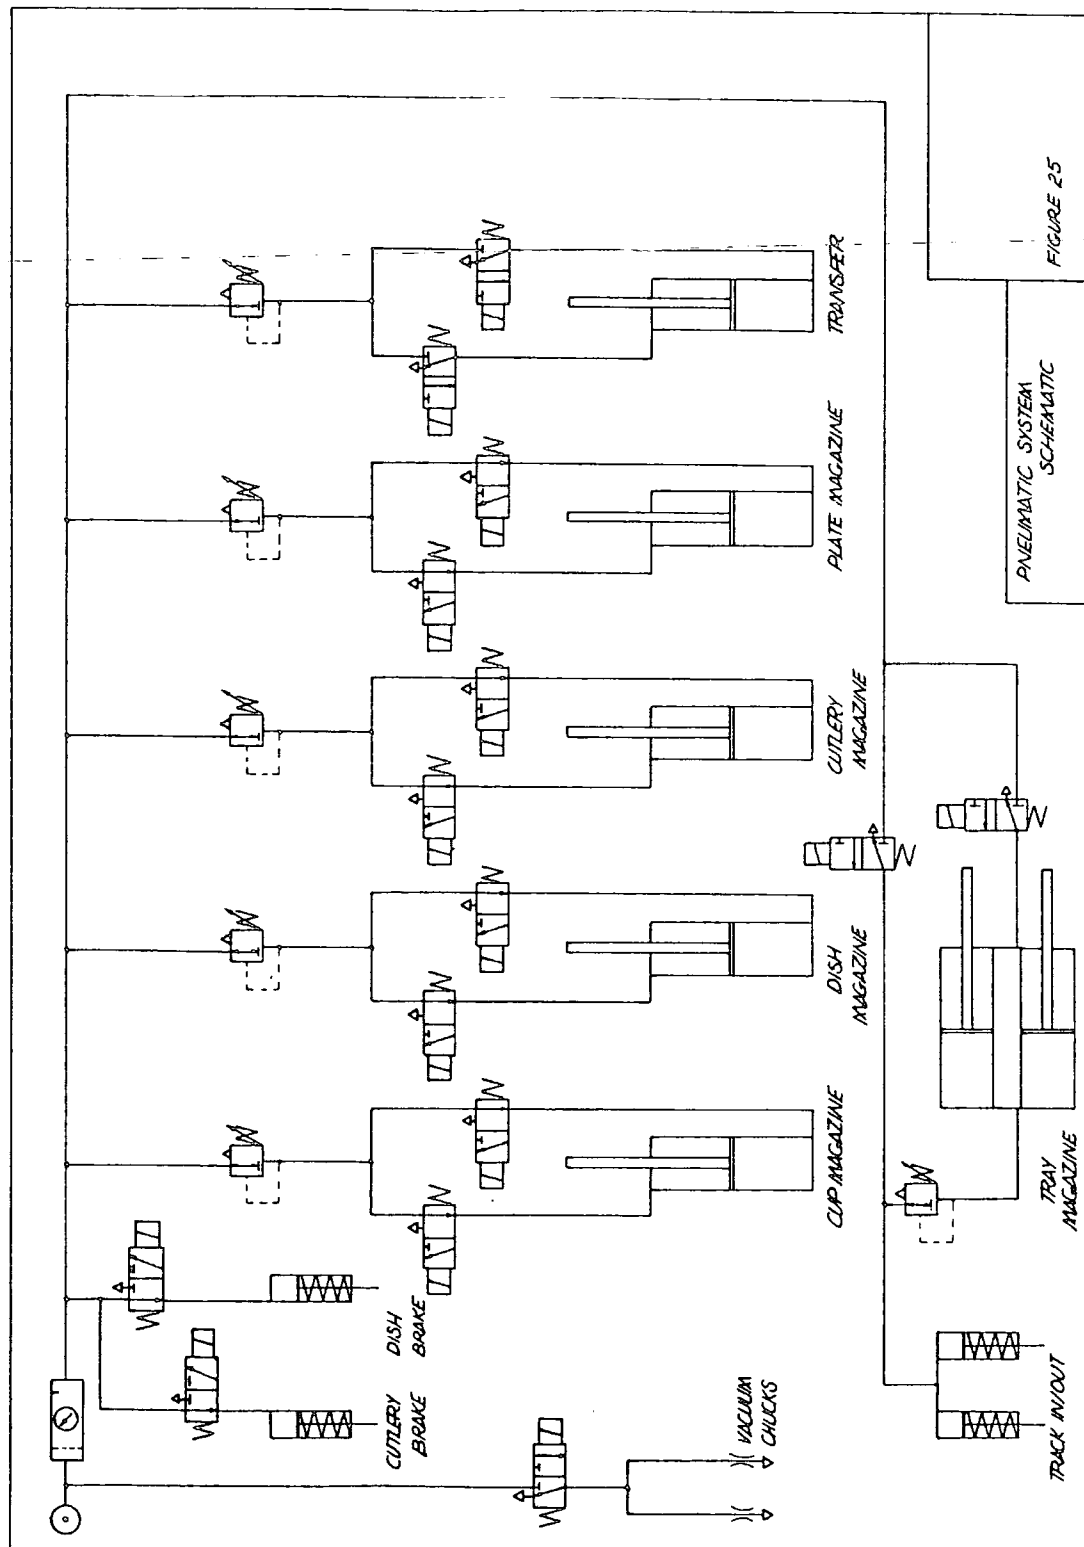 CUTLERY
BRAKE
DISH
BRAKE
VACUUM
CHUCKS
CUP MAGAZINE
DISH
MAGAZINE
CUTLERY
MAGAZINE
PLATE MAGAZINE
TRANSFER
TRACK IN/OUT
TRAY
MAGAZINE
PNEUMATIC SYSTEM
SCHEMATIC
FIGURE 25